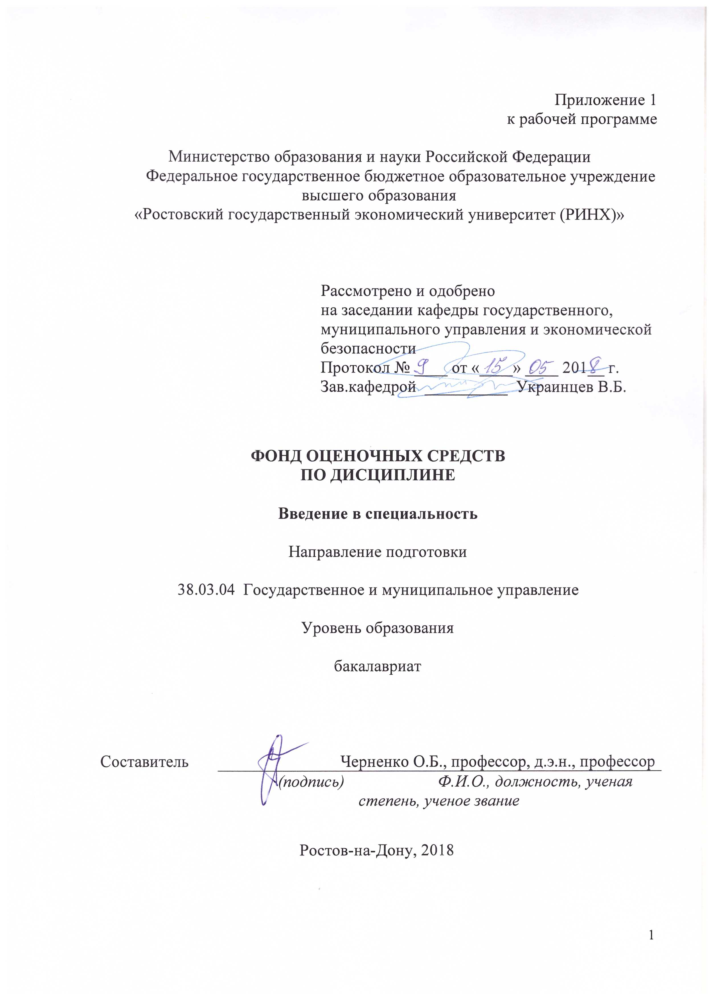 Приложение 1
к рабочей программе
Министерство образования и науки Российской Федерации
Федеральное государственное бюджетное образовательное учреждение
высшего образования
«Ростовский государственный экономический университет (РИНХ)»
Рассмотрено и одобрено
на заседании кафедры государственного,
муниципального управления и экономической
безопасности
Протокол № 9 от «15» 05 2018 г.
Зав.кафедрой Украинцев В.Б.
ФОНД ОЦЕНОЧНЫХ СРЕДСТВ
ПО ДИСЦИПЛИНЕ
Введение в специальность
Направление подготовки
38.03.04 Государственное и муниципальное управление
Уровень образования
бакалавриат
Составитель Черненко О.Б., профессор, д.э.н., профессор
(подпись) Ф.И.О., должность, ученая
степень, ученое звание
Ростов-на-Дону, 2018
1